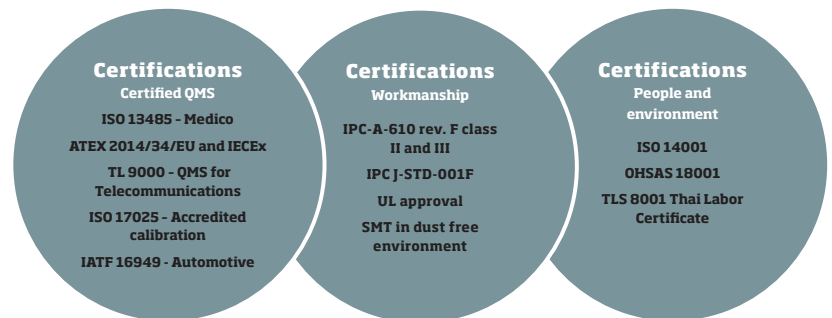 Certifications
Certified QMS
ISO 13485 - Medico
ATEX 2014/34/EU and IECEx
TL 9000 - QMS for
Telecommunications
ISO 17025 - Accredited
calibration
IATF 16949 - Automotive
Certifications
Workmanship
IPC-A-610 rev. F class
II and III
IPC J-STD-001F
UL approval
SMT in dust free
environment
Certifications
People and
environment
ISO 14001
OHSAS 18001
TLS 8001 Thai Labor
Certificate